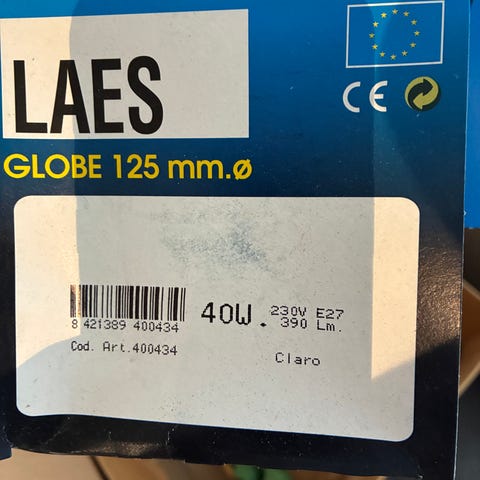 LAES
CE
GLOBE 125 mm.ø
40W. 230V E27
390 Lm.
8 421389 400434
Cod. Art.400434
Claro